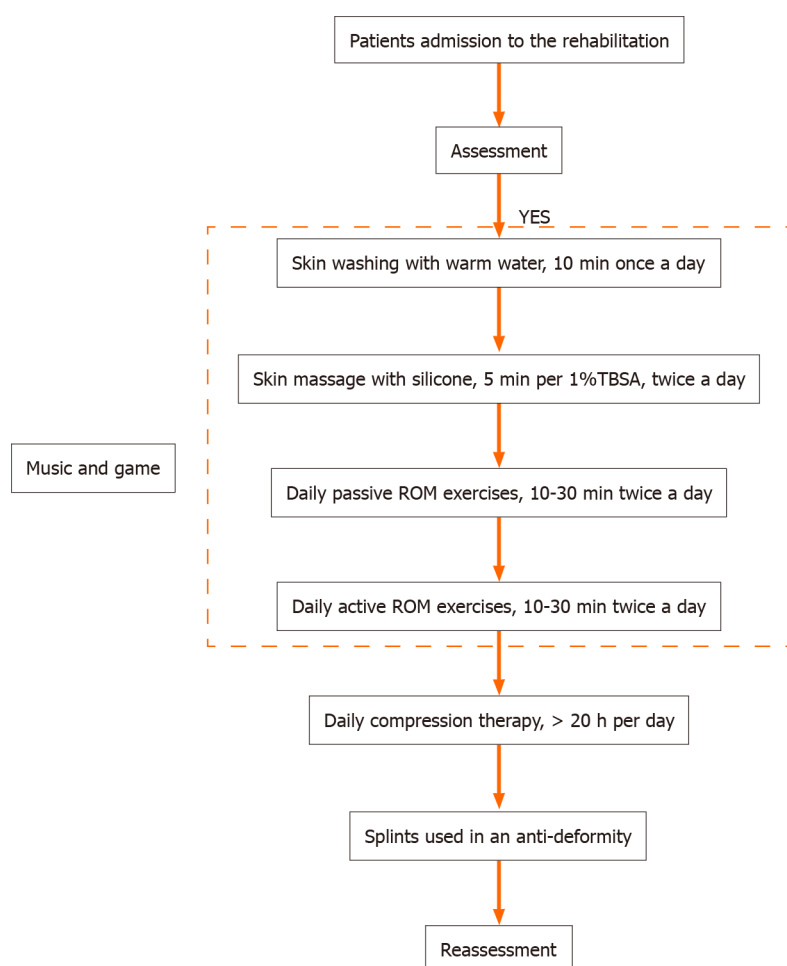 Patients admission to the rehabilitation
Assessment
YES
Skin washing with warm water, 10 min once a day
Skin massage with silicone, 5 min per 1%TBSA, twice a day
Music and game
Daily passive ROM exercises, 10-30 min twice a day
Daily active ROM exercises, 10-30 min twice a day
Daily compression therapy, > 20 h per day
Splints used in an anti-deformity
Reassessment